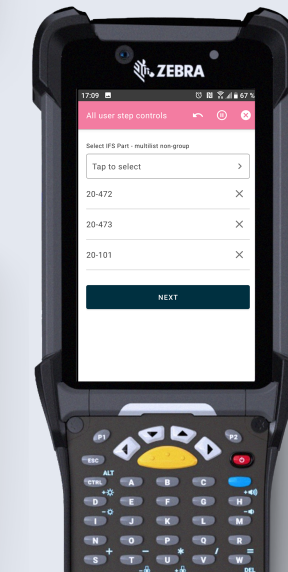 ZEBRA
17:09 67 %
All user step controls
Select IFS Part - multilist non-group
Tap to select
20-472
20-473
20-101
NEXT
P1 P2
ESC
ALT
CTRL A B C
D E F G H
I J K L M
N O P Q R
+ - * / =
S T U V W
DEL